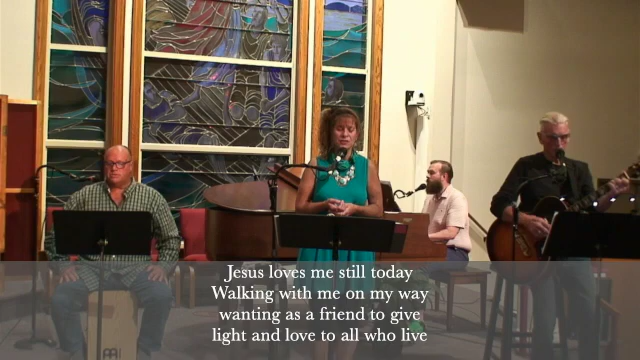 Jesus loves me still today
Walking with me on my way
wanting as a friend to give
light and love to all who live
MEINL